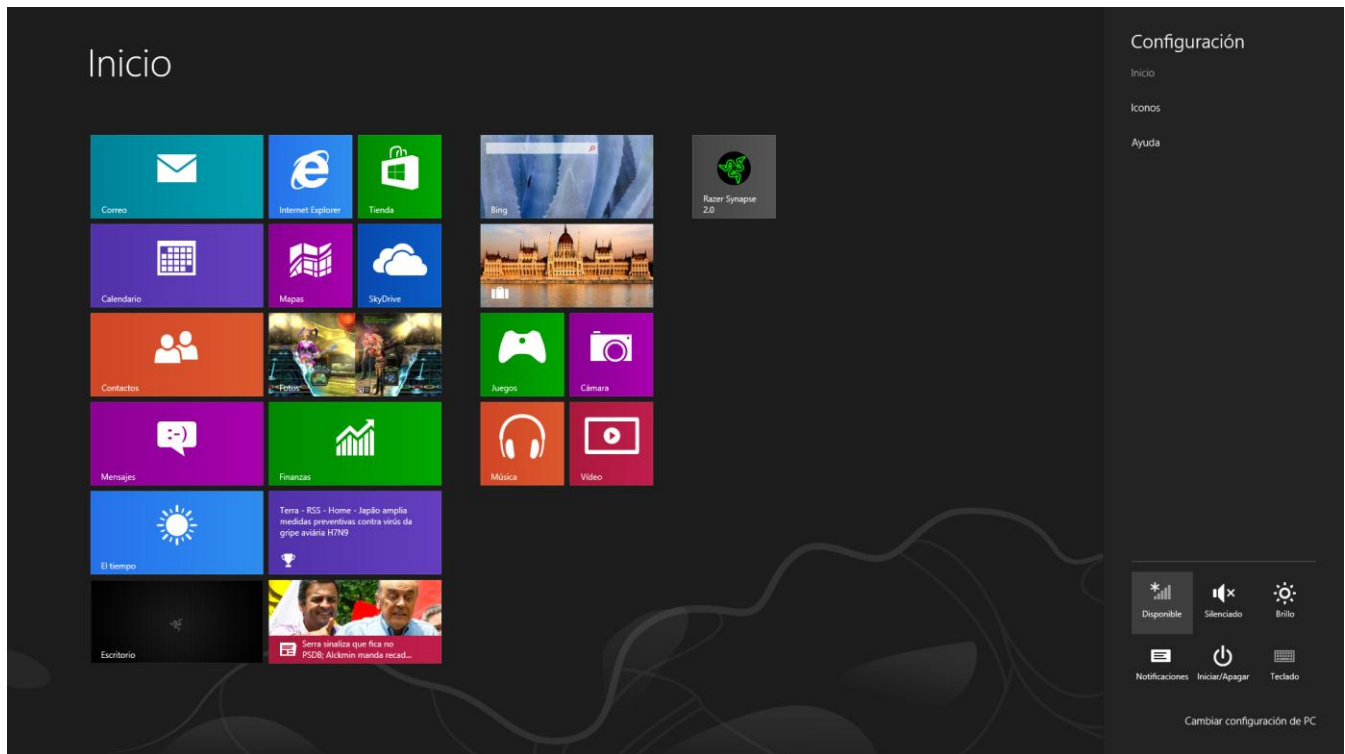 Inicio
Correo
Internet Explorer
Tienda
Calendario
Mapas
SkyDrive
Contactos
Fotos
Mensajes
:-)
Finanzas
El tiempo
Terra - RSS - Home - Japão amplia
medidas preventivas contra virús da
gripe aviária H7N9
Escritorio
Serra sinaliza que fica no
PSDB; Alckmin manda recad...
Bing
Juegos
Cámara
Música
Vídeo
Razer Synapse
2.0
Configuración
Inicio
Iconos
Ayuda
Disponible
Silenciado
Brillo
Notificaciones
Iniciar/Apagar
Teclado
Cambiar configuración de PC